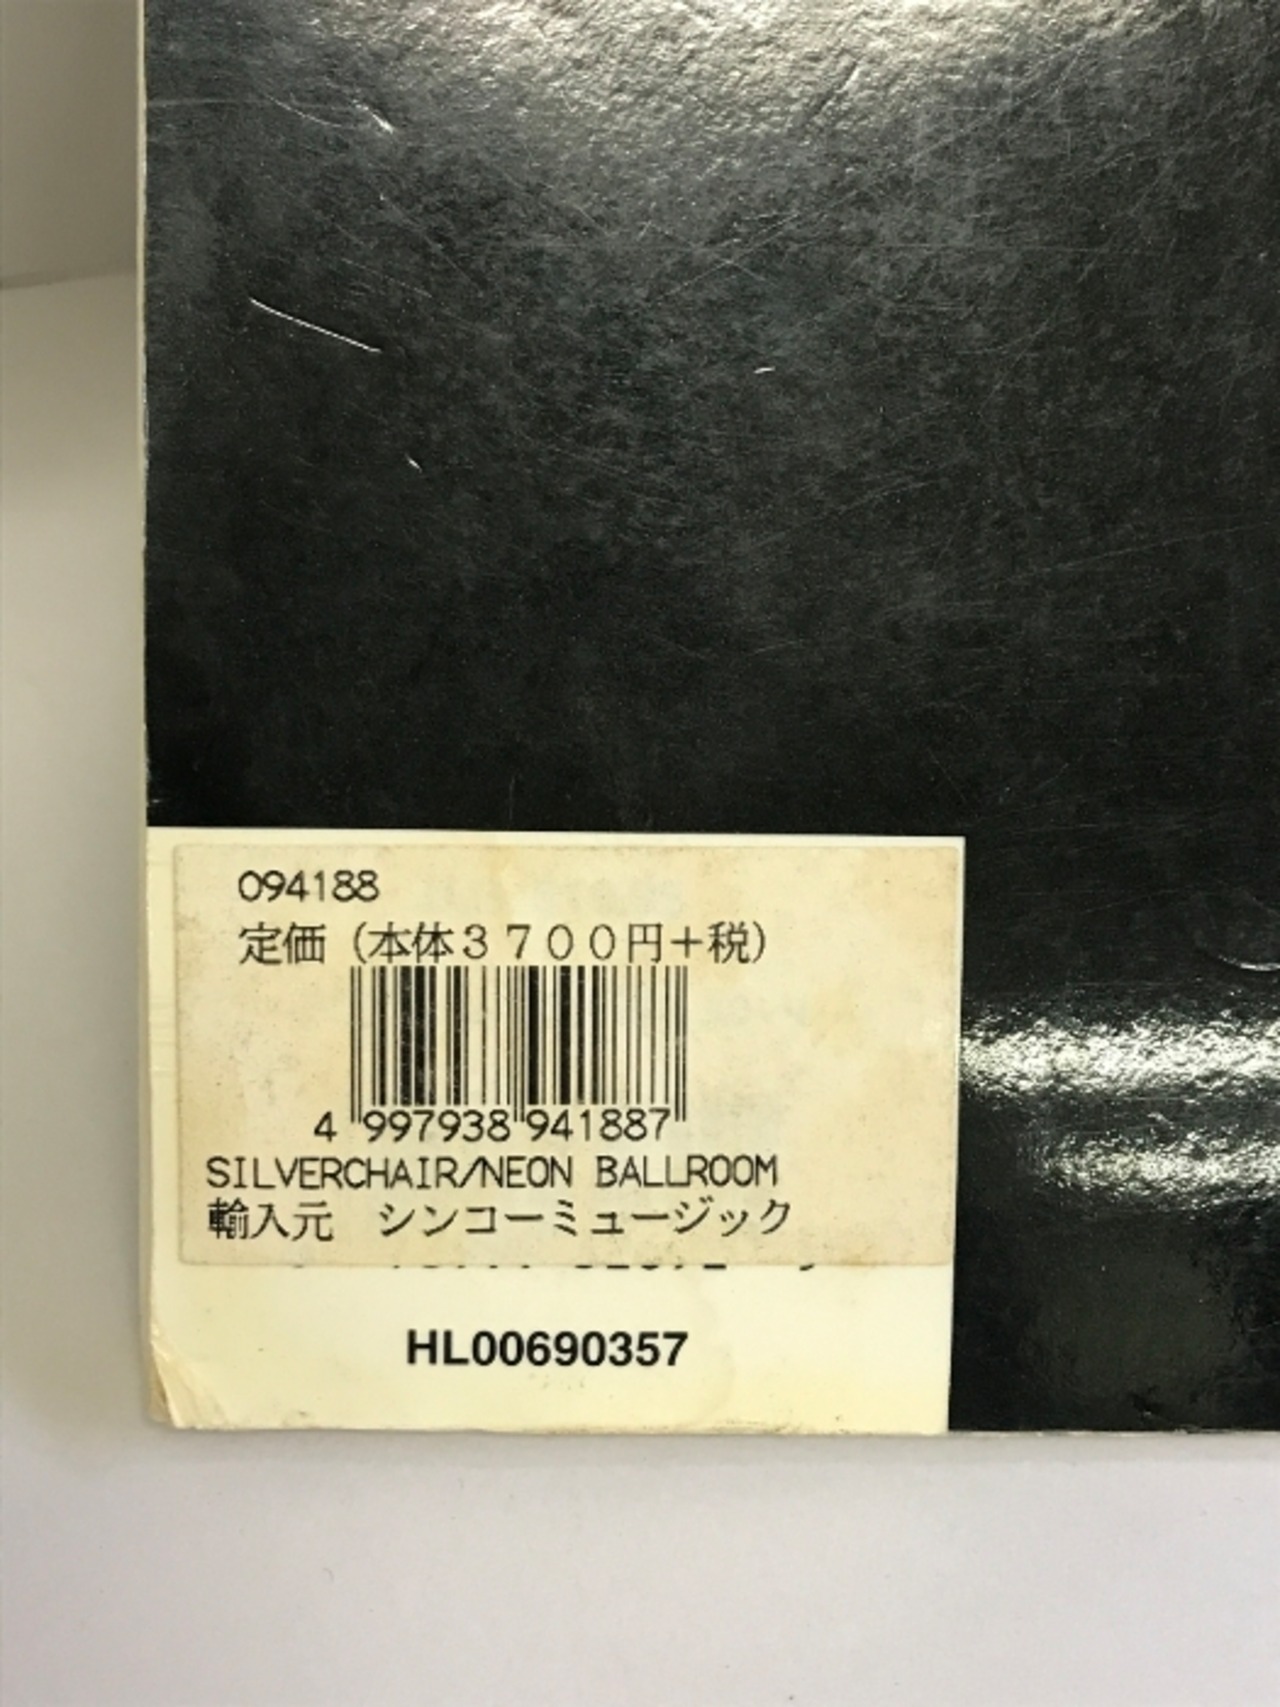 094188
定価（本体３７００円＋税）
4 997938 941887
SILVERCHAIR/NEON BALLROOM
輸入元　シンコーミュージック
HL00690357